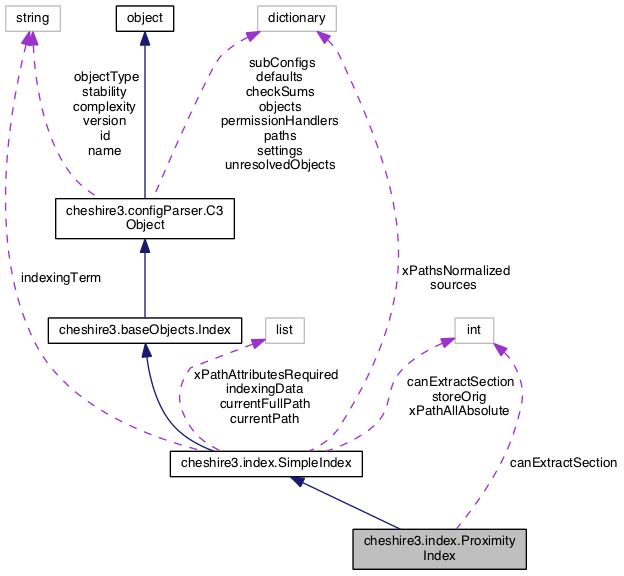 string
object
dictionary
objectType
stability
complexity
version
id
name
subConfigs
defaults
checkSums
objects
permissionHandlers
paths
settings
unresolvedObjects
cheshire3.configParser.C3
Object
indexingTerm
xPathsNormalized
sources
cheshire3.baseObjects.Index
list
int
xPathAttributesRequired
indexingData
currentFullPath
currentPath
canExtractSection
storeOrig
xPathAllAbsolute
cheshire3.index.SimpleIndex
canExtractSection
cheshire3.index.Proximity
Index